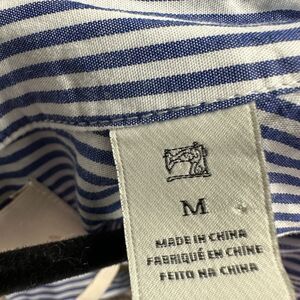 M
MADE IN CHINA
FABRIQUÉ EN CHINE
FEITO NA CHINA